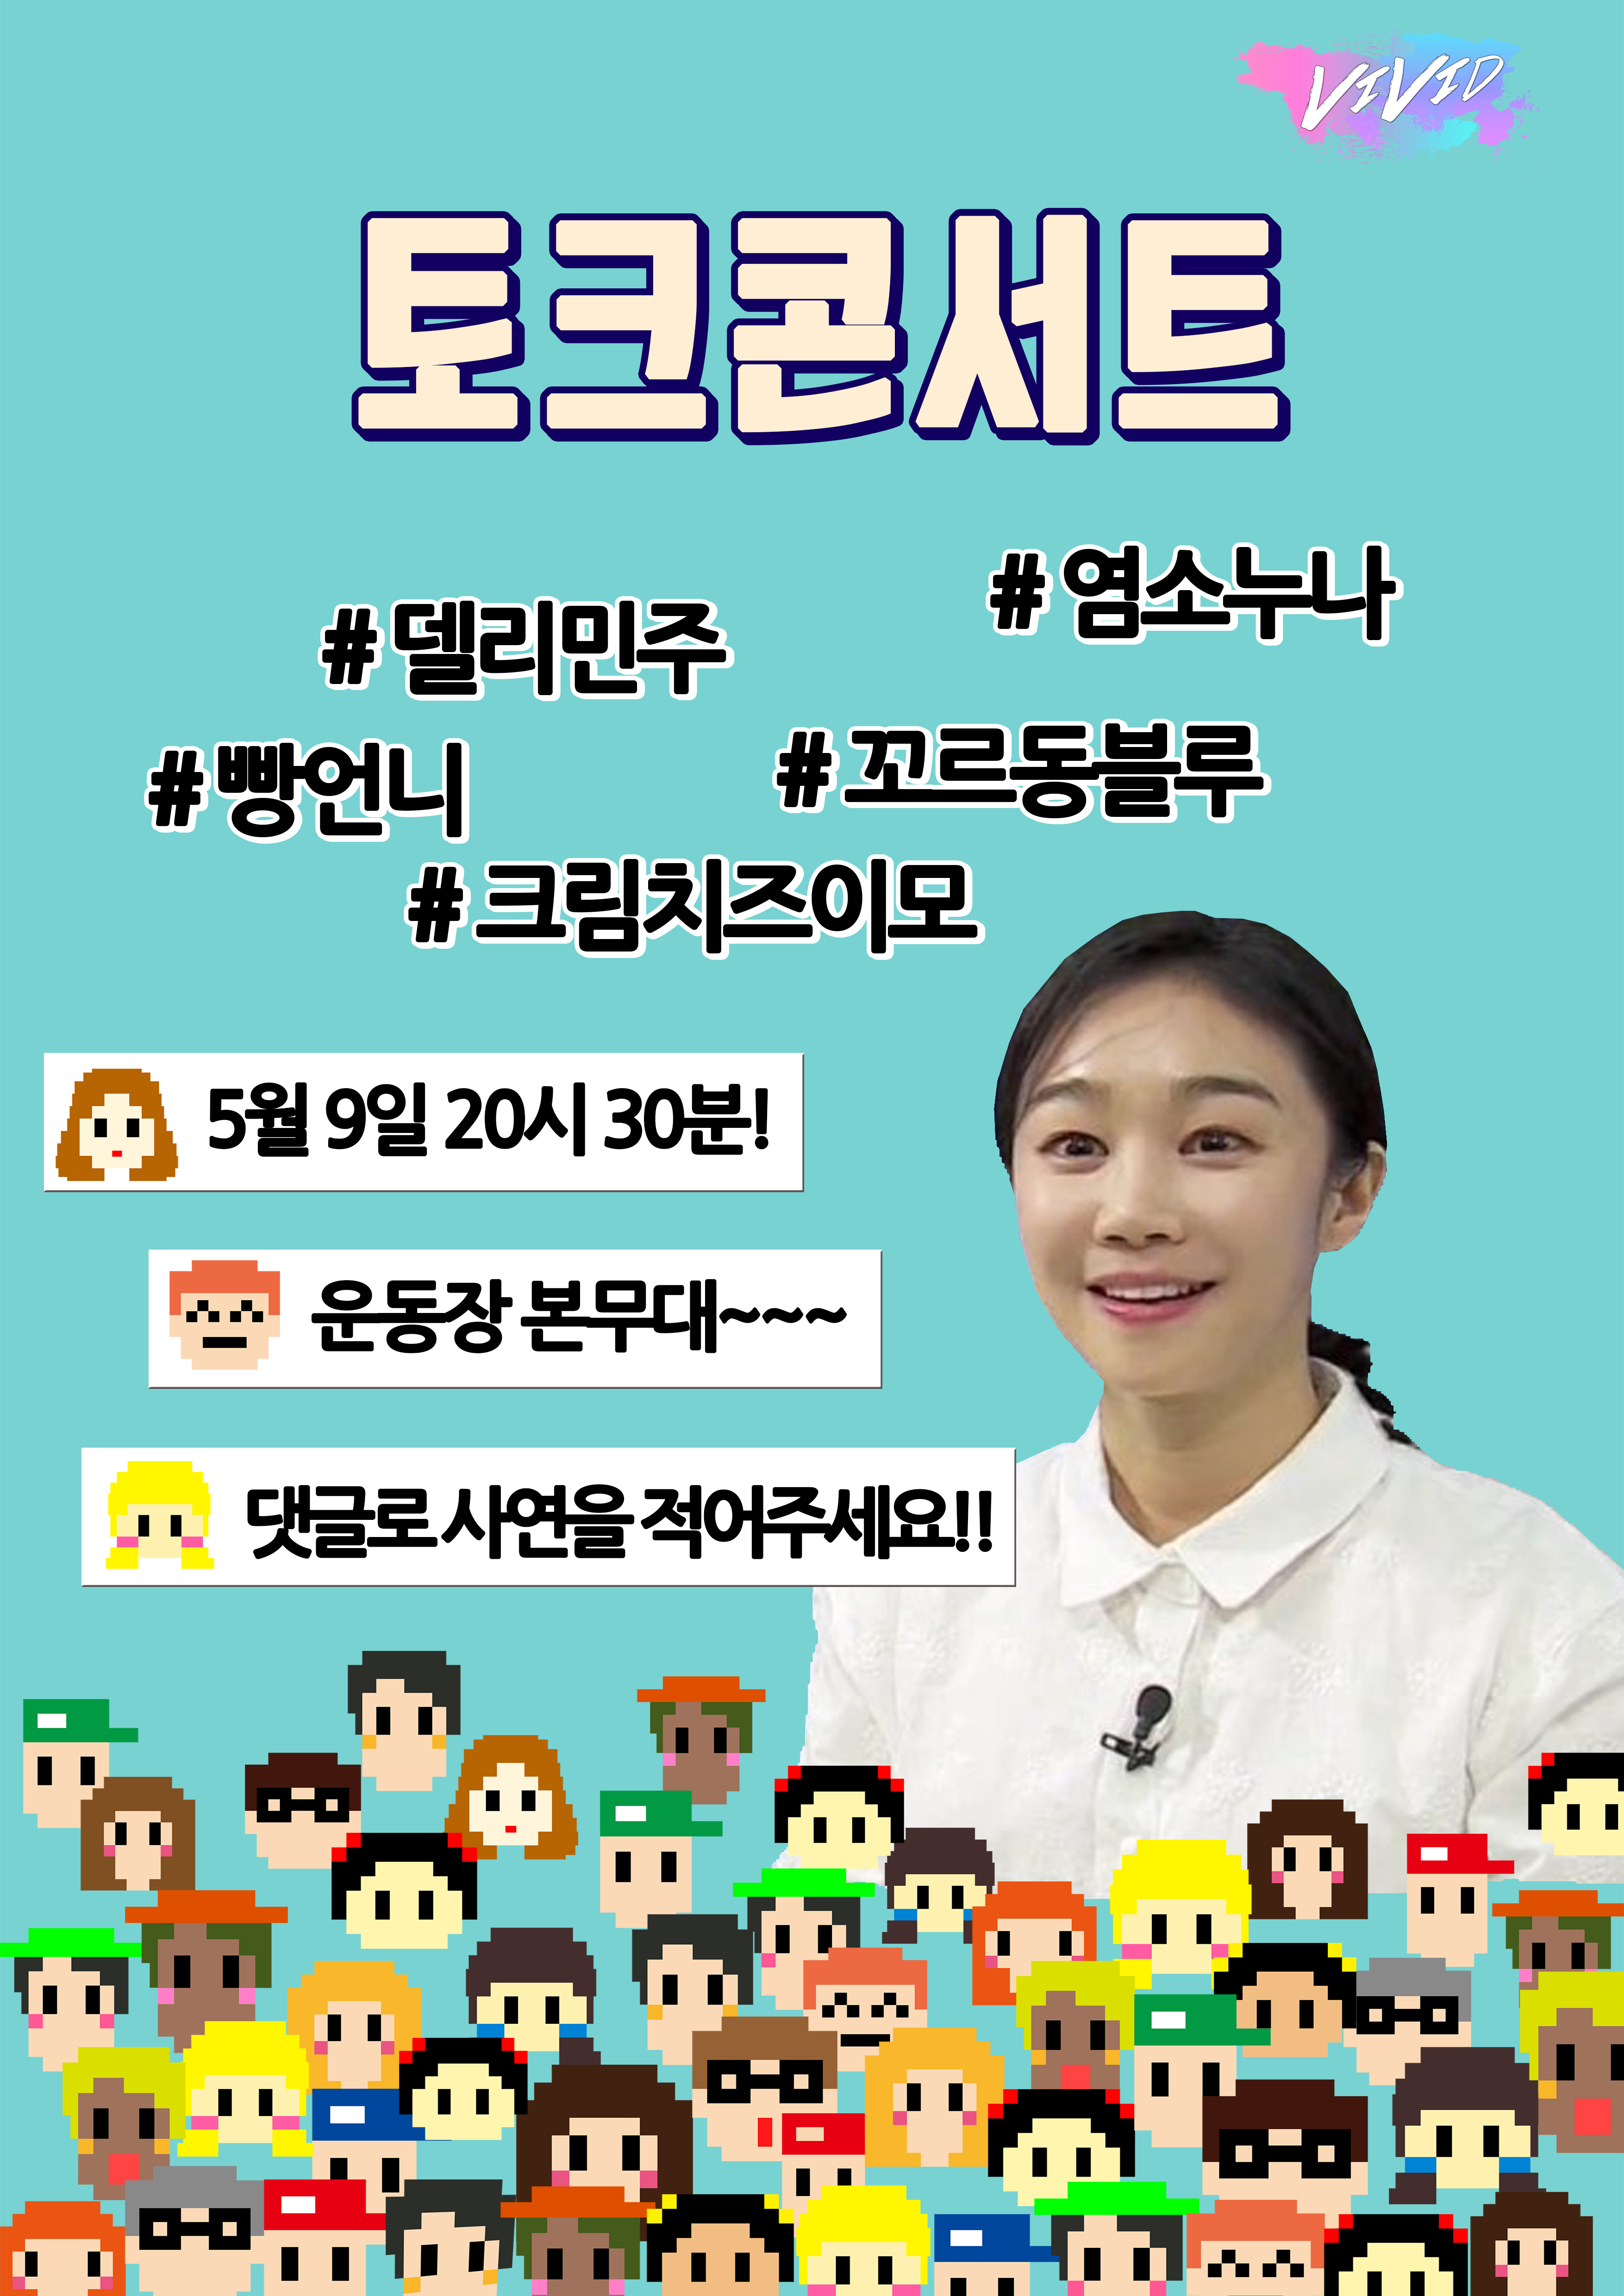 VIVID
토크콘서트
# 염소누나
# 델리민주
# 빵언니
# 꼬르동블루
# 크림치즈이모
5월 9일 20시 30분!
운동장 본무대~~~
댓글로 사연을 적어주세요!!